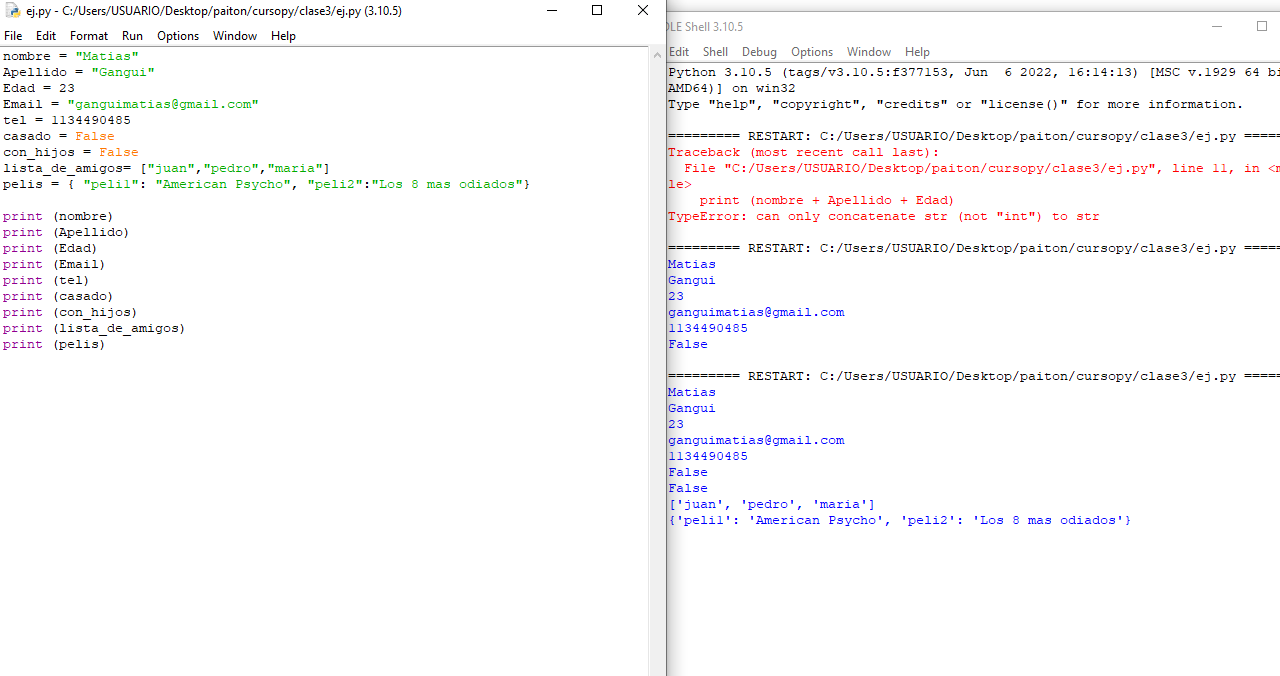 ej.py - C:/Users/USUARIO/Desktop/paiton/cursopy/clase3/ej.py (3.10.5)
File Edit Format Run Options Window Help
nombre = "Matias"
Apellido = "Gangui"
Edad = 23
Email = "ganguimatias@gmail.com"
tel = 1134490485
casado = False
con_hijos = False
lista_de_amigos= ["juan","pedro","maria"]
pelis = { "peli1": "American Psycho", "peli2":"Los 8 mas odiados"}
print (nombre)
print (Apellido)
print (Edad)
print (Email)
print (tel)
print (casado)
print (con_hijos)
print (lista_de_amigos)
print (pelis)
DLE Shell 3.10.5
Edit Shell Debug Options Window Help
Python 3.10.5 (tags/v3.10.5:f377153, Jun  6 2022, 16:14:13) [MSC v.1929 64 bi
AMD64)] on win32
Type "help", "copyright", "credits" or "license()" for more information.
========= RESTART: C:/Users/USUARIO/Desktop/paiton/cursopy/clase3/ej.py =====
Traceback (most recent call last):
  File "C:/Users/USUARIO/Desktop/paiton/cursopy/clase3/ej.py", line 11, in <m
le>
    print (nombre + Apellido + Edad)
TypeError: can only concatenate str (not "int") to str
========= RESTART: C:/Users/USUARIO/Desktop/paiton/cursopy/clase3/ej.py =====
Matias
Gangui
23
ganguimatias@gmail.com
1134490485
False
========= RESTART: C:/Users/USUARIO/Desktop/paiton/cursopy/clase3/ej.py =====
Matias
Gangui
23
ganguimatias@gmail.com
1134490485
False
False
['juan', 'pedro', 'maria']
{'peli1': 'American Psycho', 'peli2': 'Los 8 mas odiados'}